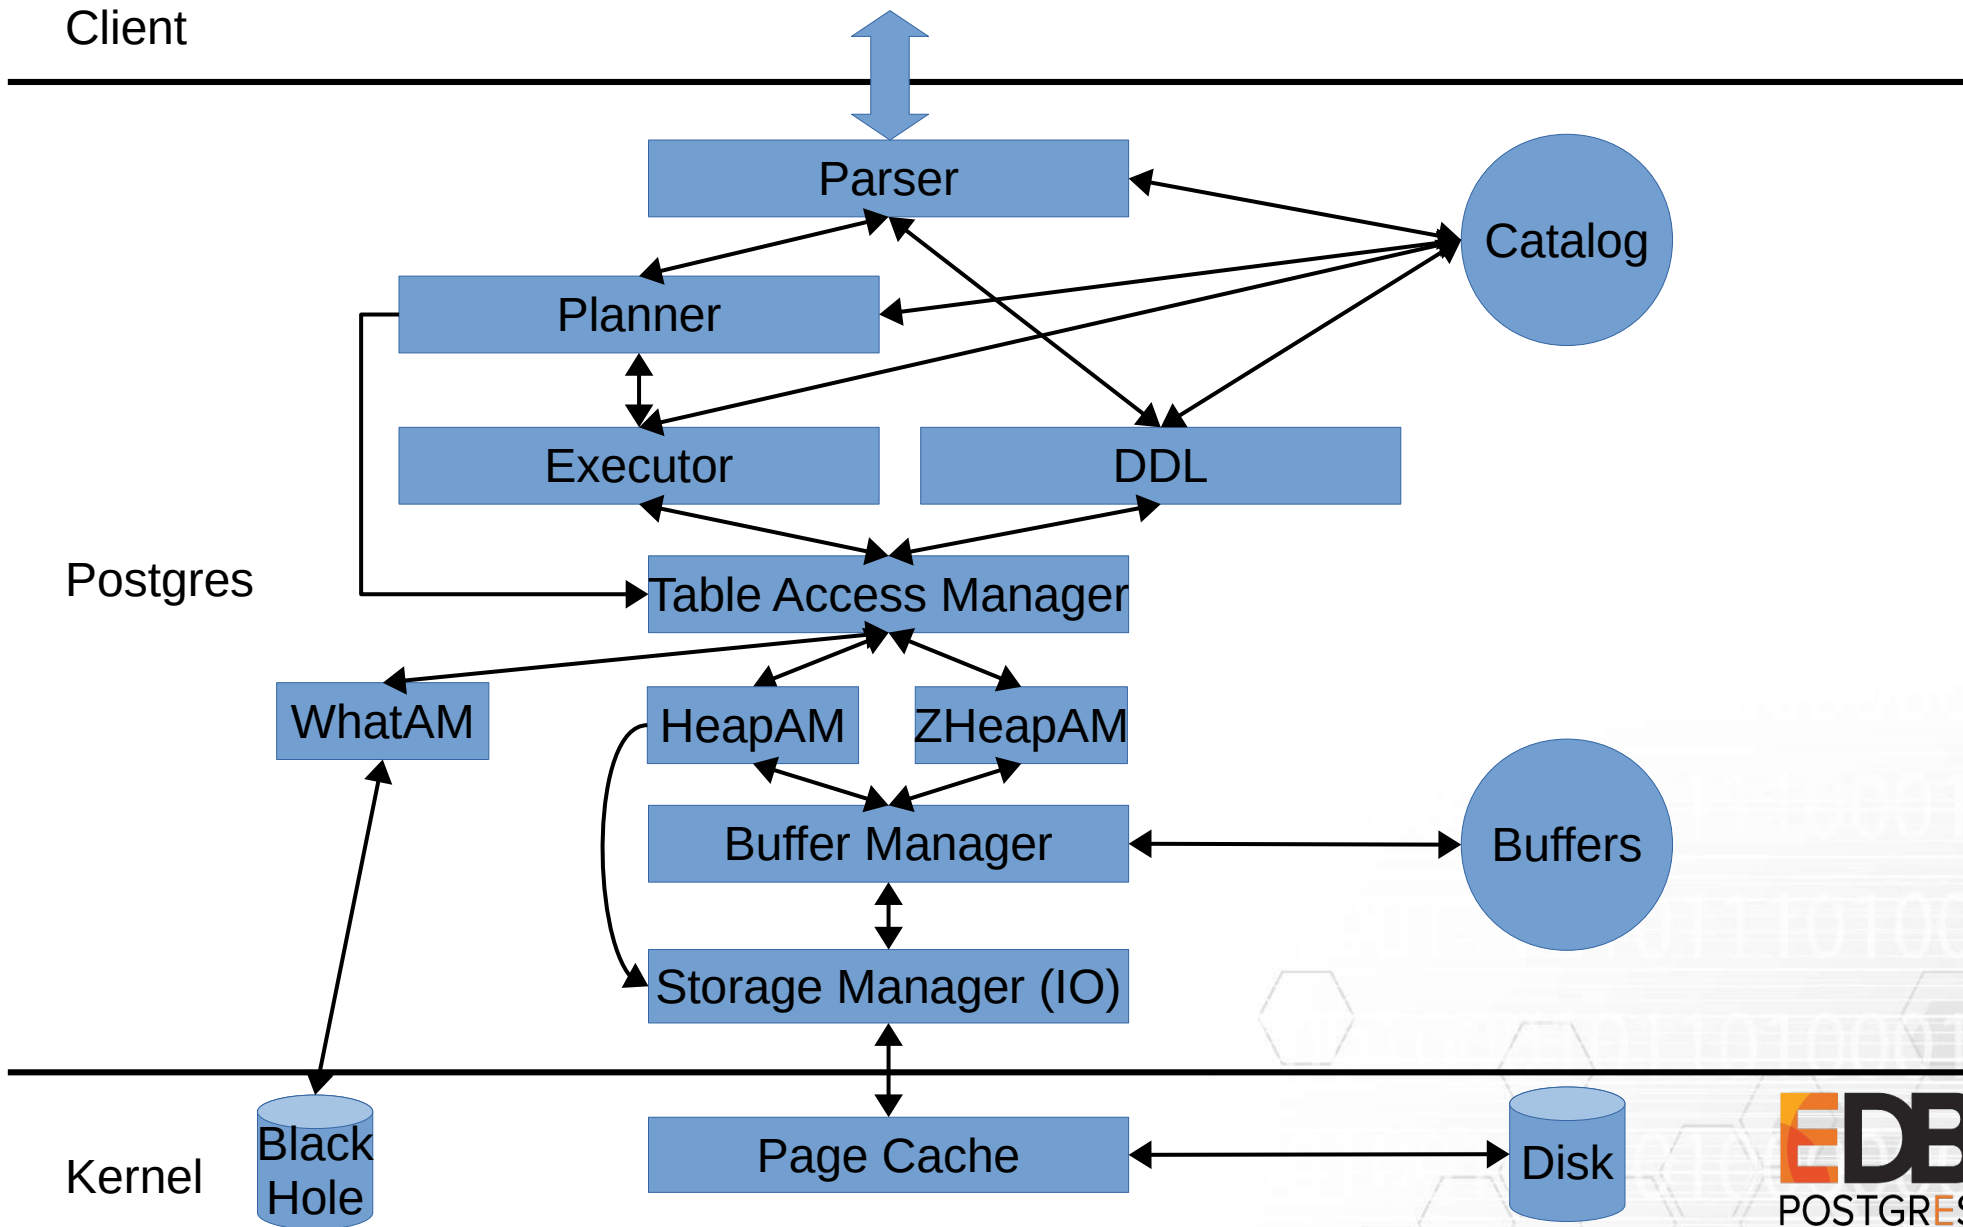 Client
Parser
Catalog
Planner
Executor
DDL
Postgres
Table Access Manager
WhatAM
HeapAM
ZHeapAM
Buffer Manager
Buffers
Storage Manager (IO)
Kernel
Black
Hole
Page Cache
Disk
EDB
POSTGRES